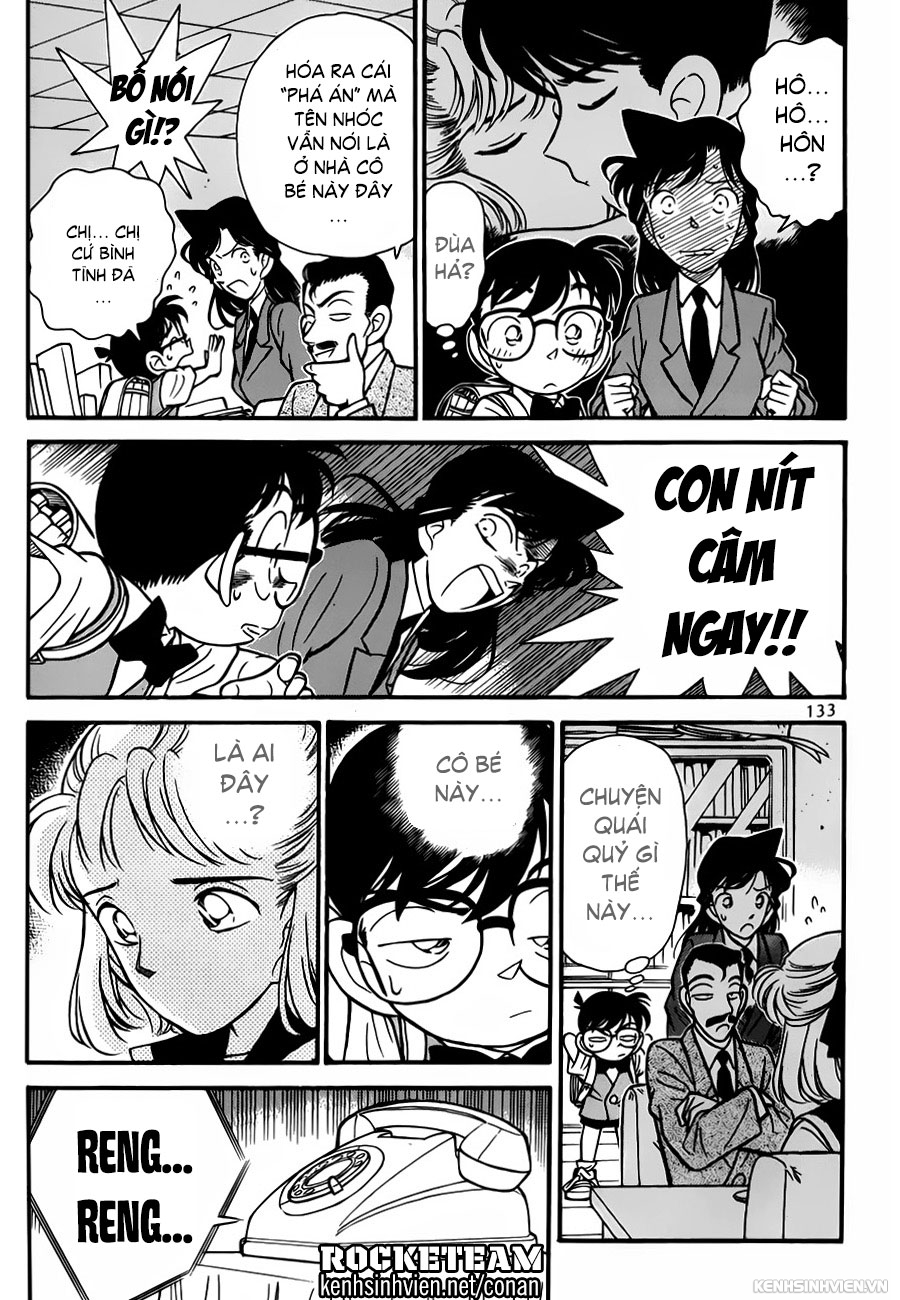 HÔ...
HÔ...
HÔN
...?
ĐÙA
HẢ?
HÓA RA CÁI
"PHÁ ÁN" MÀ
TÊN NHÓC
VẪN NÓI LÀ
Ở NHÀ CÔ
BÉ NÀY ĐÂY
...
BỐ NÓI
GÌ!?
CHỊ... CHỊ
CỨ BÌNH
TĨNH ĐÃ
...
CON NÍT
CÂM
NGAY!!
133
CHUYỆN
QUÁI
QUỶ GÌ
THẾ
NÀY...
CÔ BÉ
NÀY...
LÀ AI
ĐÂY
...?
RENG...
RENG...
ROCKETEAM
kenhsinhvien.net/conan
KENHSINHVIEN.VN